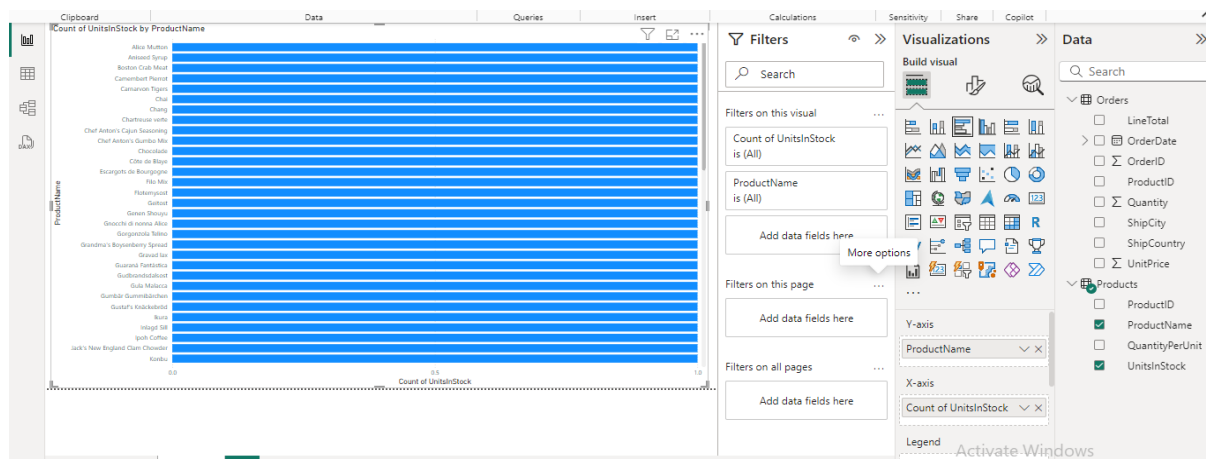 Clipboard Data Queries Insert Calculations Sensitivity Share Copilot
Count of UnitsInStock by ProductName
Alice Mutton
Aniseed Syrup
Boston Crab Meat
Camembert Pierrot
Carnarvon Tigers
Chai
Chang
Chartreuse verte
Chef Anton's Cajun Seasoning
Chef Anton's Gumbo Mix
Chocolade
Côte de Blaye
Escargots de Bourgogne
Filo Mix
Flotemysost
Geitost
Genen Shouyu
Gnocchi di nonna Alice
Gorgonzola Telino
Grandma's Boysenberry Spread
Gravad lax
Guaraná Fantástica
Gudbrandsdalsost
Gula Malacca
Gumbär Gummibärchen
Gustaf's Knäckebröd
Ikura
Inlagd Sill
Ipoh Coffee
Jack's New England Clam Chowder
Konbu
ProductName
0.0 0.5 1.0
Count of UnitsInStock
Filters
Search
Filters on this visual
Count of UnitsInStock
is (All)
ProductName
is (All)
Add data fields here
More options
Filters on this page
Add data fields here
Filters on all pages
Add data fields here
Visualizations
Build visual
123
R
123
Y-axis
ProductName
X-axis
Count of UnitsInStock
Legend
Data
Search
Orders
LineTotal
OrderDate
OrderID
ProductID
Quantity
ShipCity
ShipCountry
UnitPrice
Products
ProductID
ProductName
QuantityPerUnit
UnitsInStock
Activate Windows